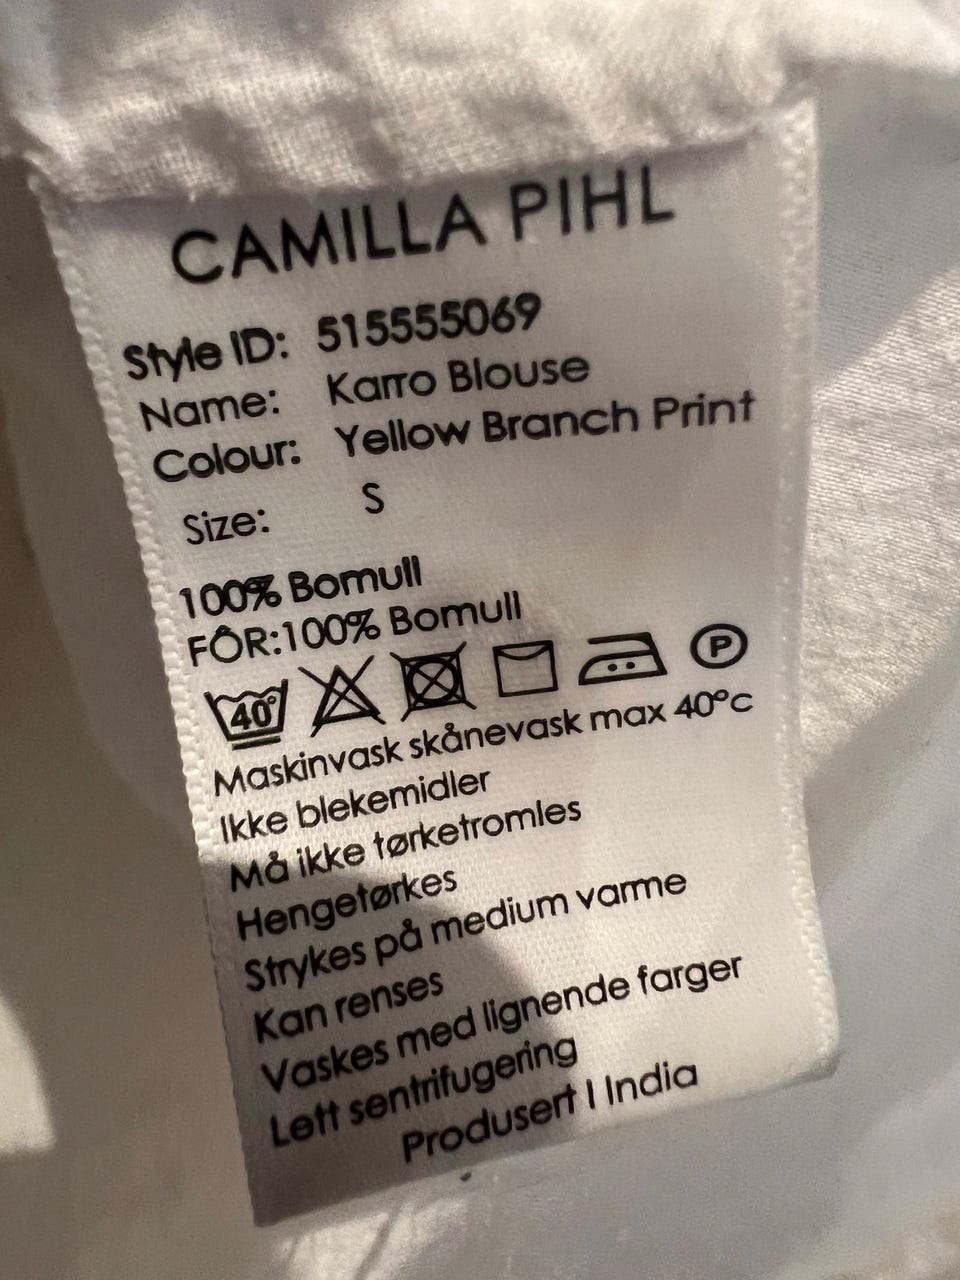 CAMILLA PIHL
Style ID: 515555069
Name: Karro Blouse
Colour: Yellow Branch Print
Size: S
100% Bomull
FÔR:100% Bomull
40° P
Maskinvask skånevask max 40°c
Ikke blekemidler
Må ikke tørketromles
Hengetørkes
Strykes på medium varme
Kan renses
Vaskes med lignende farger
Lett sentrifugering
Produsert I India